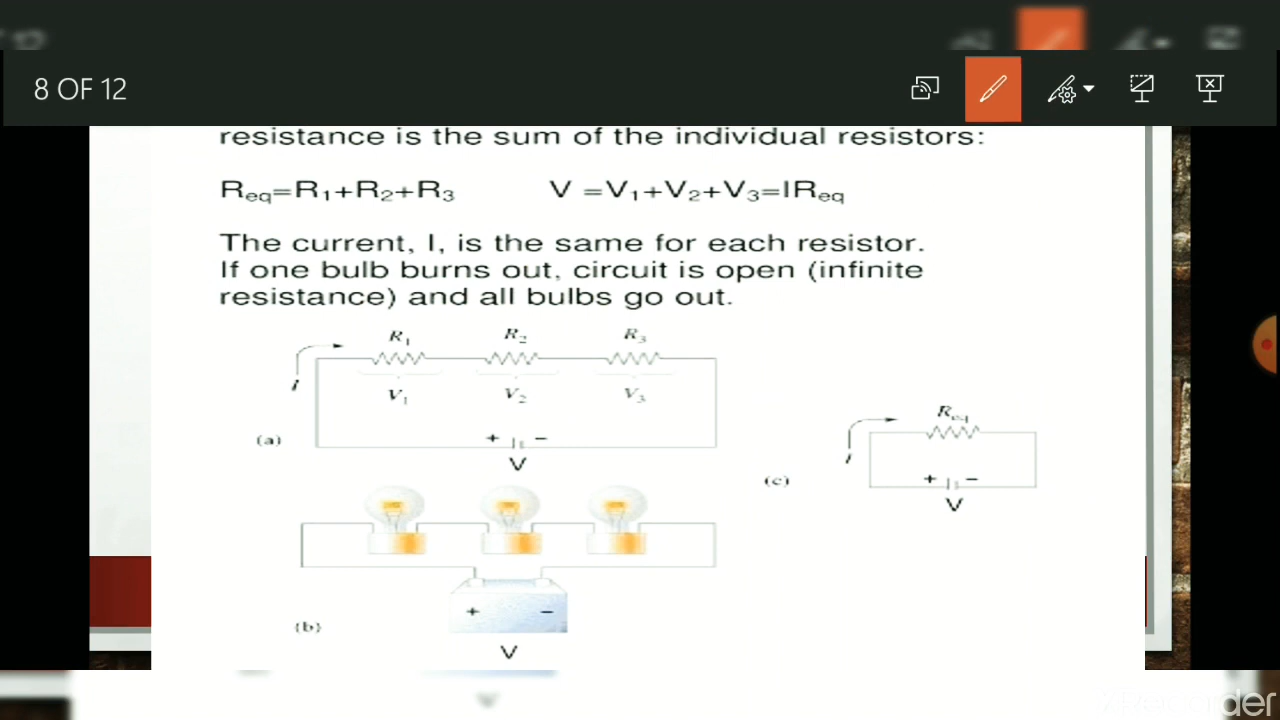 8 OF 12
resistance is the sum of the individual resistors:
Req=R1+R2+R3 V =V1+V2+V3=IReq
The current, I, is the same for each resistor.
If one bulb burns out, circuit is open (infinite
resistance) and all bulbs go out.
R1 R2 R3
I
V1 V2 V3
(a)
+ −
V
Req
I
(c)
+ −
V
+ −
(b)
V
XRecorder